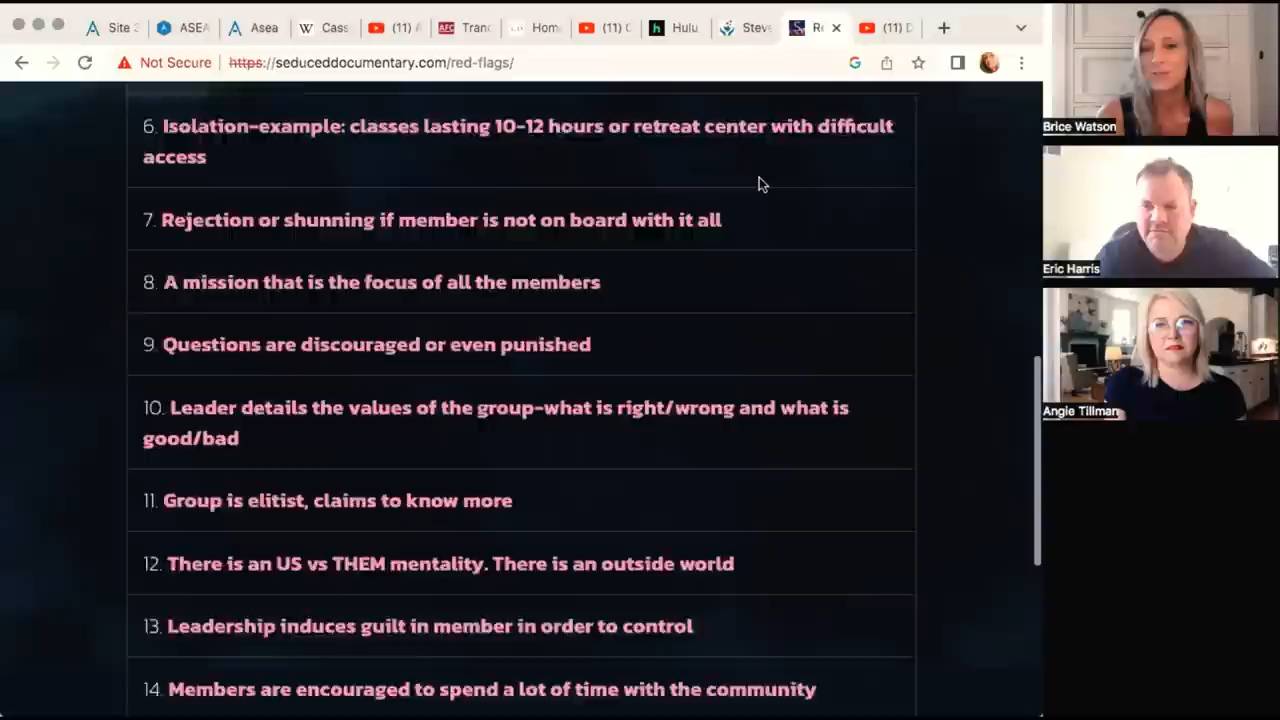 Site
ASEA
Asea
Cass
(11)
Tranc
Hom
(11) C
Hulu
Steve
Re
(11) D
Not Secure
https://seduceddocumentary.com/red-flags/
6. Isolation-example: classes lasting 10-12 hours or retreat center with difficult
access
7. Rejection or shunning if member is not on board with it all
8. A mission that is the focus of all the members
9. Questions are discouraged or even punished
10. Leader details the values of the group-what is right/wrong and what is
good/bad
11. Group is elitist, claims to know more
12. There is an US vs THEM mentality. There is an outside world
13. Leadership induces guilt in member in order to control
14. Members are encouraged to spend a lot of time with the community
Brice Watson
Eric Harris
Angie Tillman